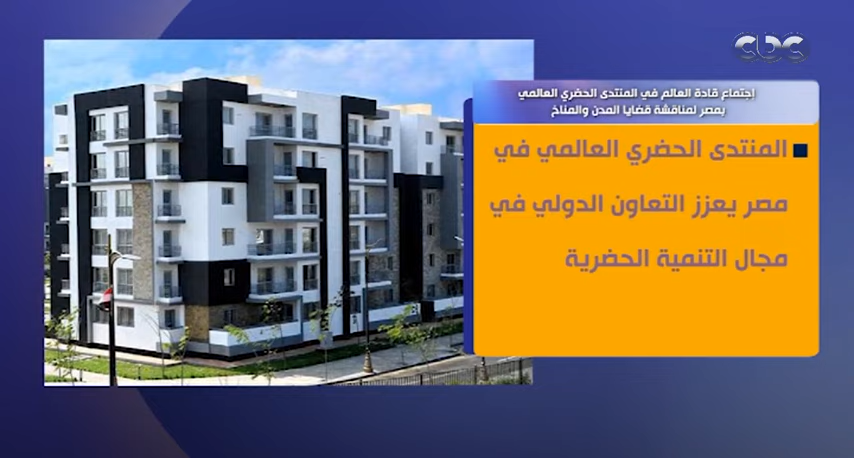 cbc
إجتماع قادة العالم في المنتدى الحضري العالمي
بمصر لمناقشة قضايا المدن والمناخ
المنتدى الحضري العالمي في
مصر يعزز التعاون الدولي في
مجال التنمية الحضرية